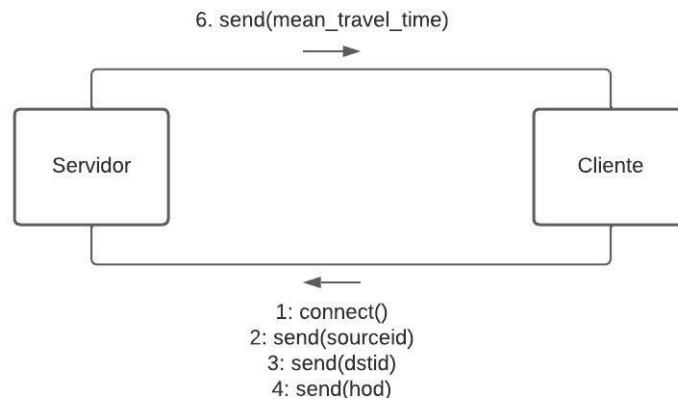 6. send(mean_travel_time)
Servidor
Cliente
1: connect()
2: send(sourceid)
3: send(dstid)
4: send(hod)